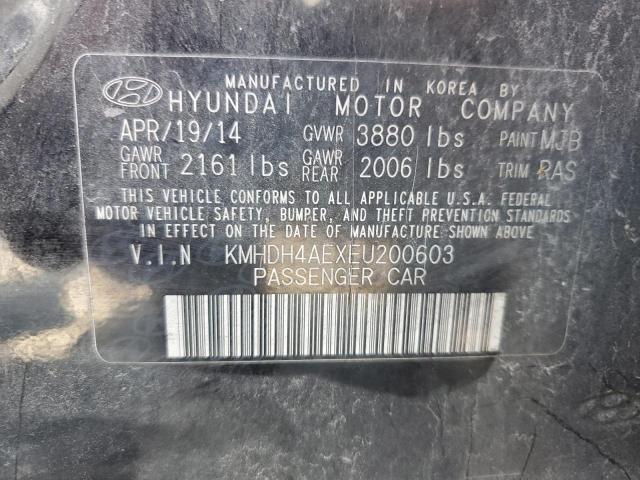 MANUFACTURED IN KOREA BY
HYUNDAI MOTOR COMPANY
APR/19/14 GVWR 3880 lbs PAINT MJB
GAWR FRONT 2161 lbs GAWR REAR 2006 lbs TRIM RAS
THIS VEHICLE CONFORMS TO ALL APPLICABLE U.S.A. FEDERAL
MOTOR VEHICLE SAFETY, BUMPER, AND THEFT PREVENTION STANDARDS
IN EFFECT ON THE DATE OF MANUFACTURE SHOWN ABOVE.
V.I.N KMHDH4AEXEU200603
PASSENGER CAR